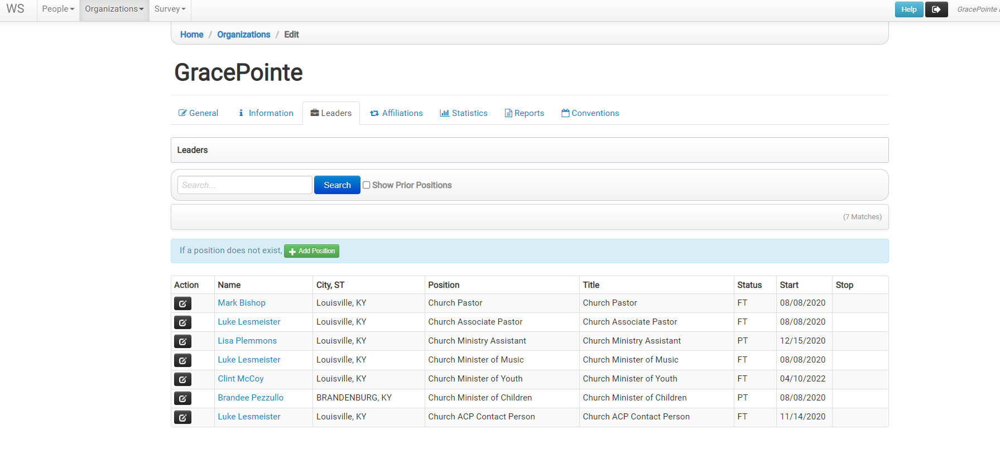 WS People Organizations Survey Help GracePointe
Home / Organizations / Edit
GracePointe
General Information Leaders Affiliations Statistics Reports Conventions
Leaders
Search... Search Show Prior Positions
(7 Matches)
If a position does not exist, Add Position
Action Name City, ST Position Title Status Start Stop
Mark Bishop Louisville, KY Church Pastor Church Pastor FT 08/08/2020
Luke Lesmeister Louisville, KY Church Associate Pastor Church Associate Pastor FT 08/08/2020
Lisa Plemmons Louisville, KY Church Ministry Assistant Church Ministry Assistant PT 12/15/2020
Luke Lesmeister Louisville, KY Church Minister of Music Church Minister of Music FT 08/08/2020
Clint McCoy Louisville, KY Church Minister of Youth Church Minister of Youth FT 04/10/2022
Brandee Pezzullo BRANDENBURG, KY Church Minister of Children Church Minister of Children PT 08/08/2020
Luke Lesmeister Louisville, KY Church ACP Contact Person Church ACP Contact Person FT 11/14/2020